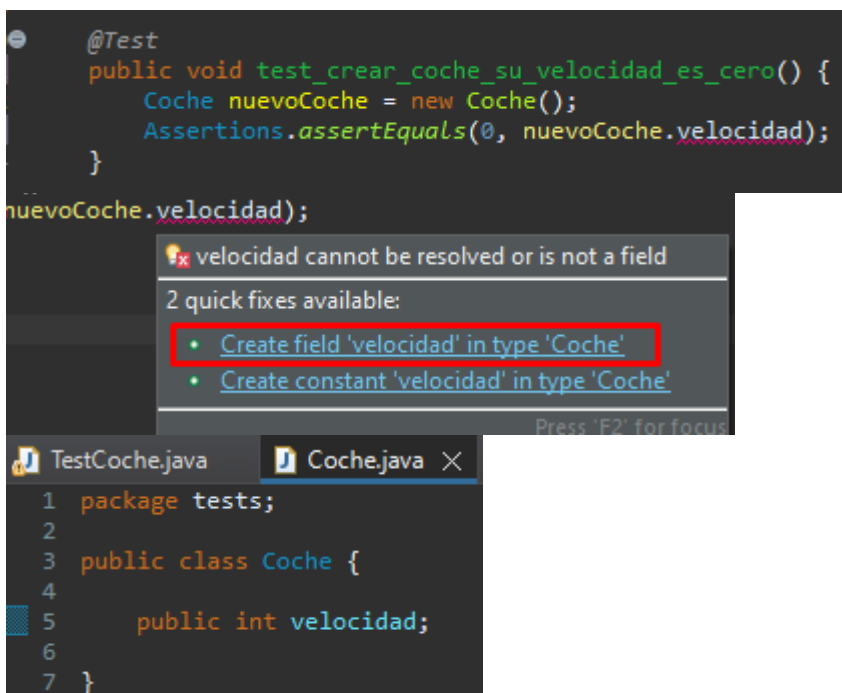 @Test
public void test_crear_coche_su_velocidad_es_cero() {
Coche nuevoCoche = new Coche();
Assertions.assertEquals(0, nuevoCoche.velocidad);
}
nuevoCoche.velocidad);
velocidad cannot be resolved or is not a field
2 quick fixes available:
Create field 'velocidad' in type 'Coche'
Create constant 'velocidad' in type 'Coche'
Press 'F2' for focus
TestCoche.java Coche.java
1 package tests;
2
3 public class Coche {
4
5 public int velocidad;
6
7 }